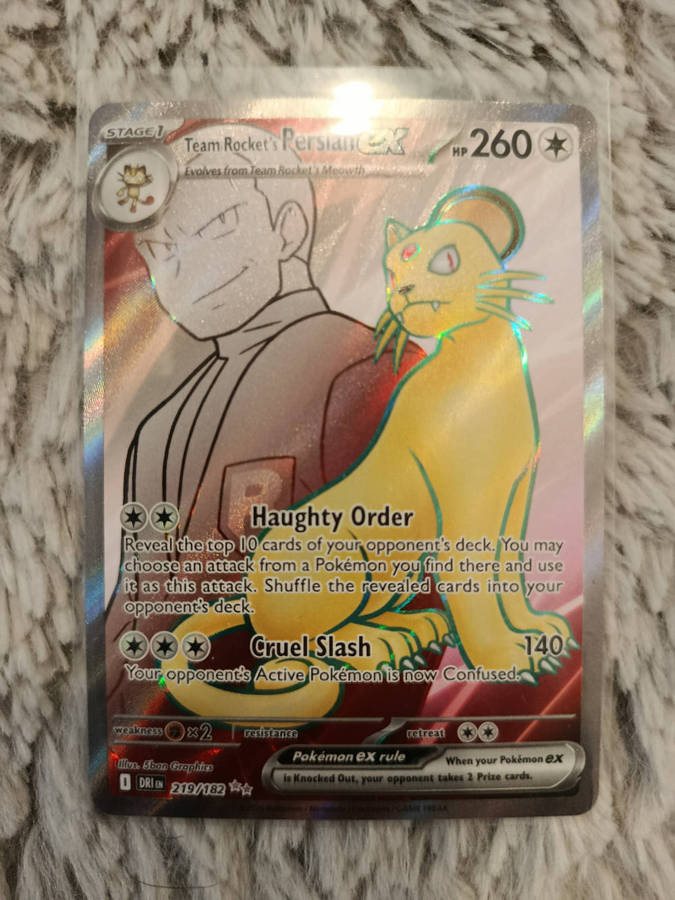 STAGE 1
Team Rocket's Persian ex
HP 260
Evolves from Team Rocket's Meowth
R
Haughty Order
Reveal the top 10 cards of your opponent's deck. You may
choose an attack from a Pokémon you find there and use
it as this attack. Shuffle the revealed cards into your
opponent's deck.
Cruel Slash 140
Your opponent's Active Pokémon is now Confused.
weakness ×2 resistance retreat
Illus. 5ban Graphics
Pokémon ex rule
When your Pokémon ex
is Knocked Out, your opponent takes 2 Prize cards.
I DRI EN 219/182